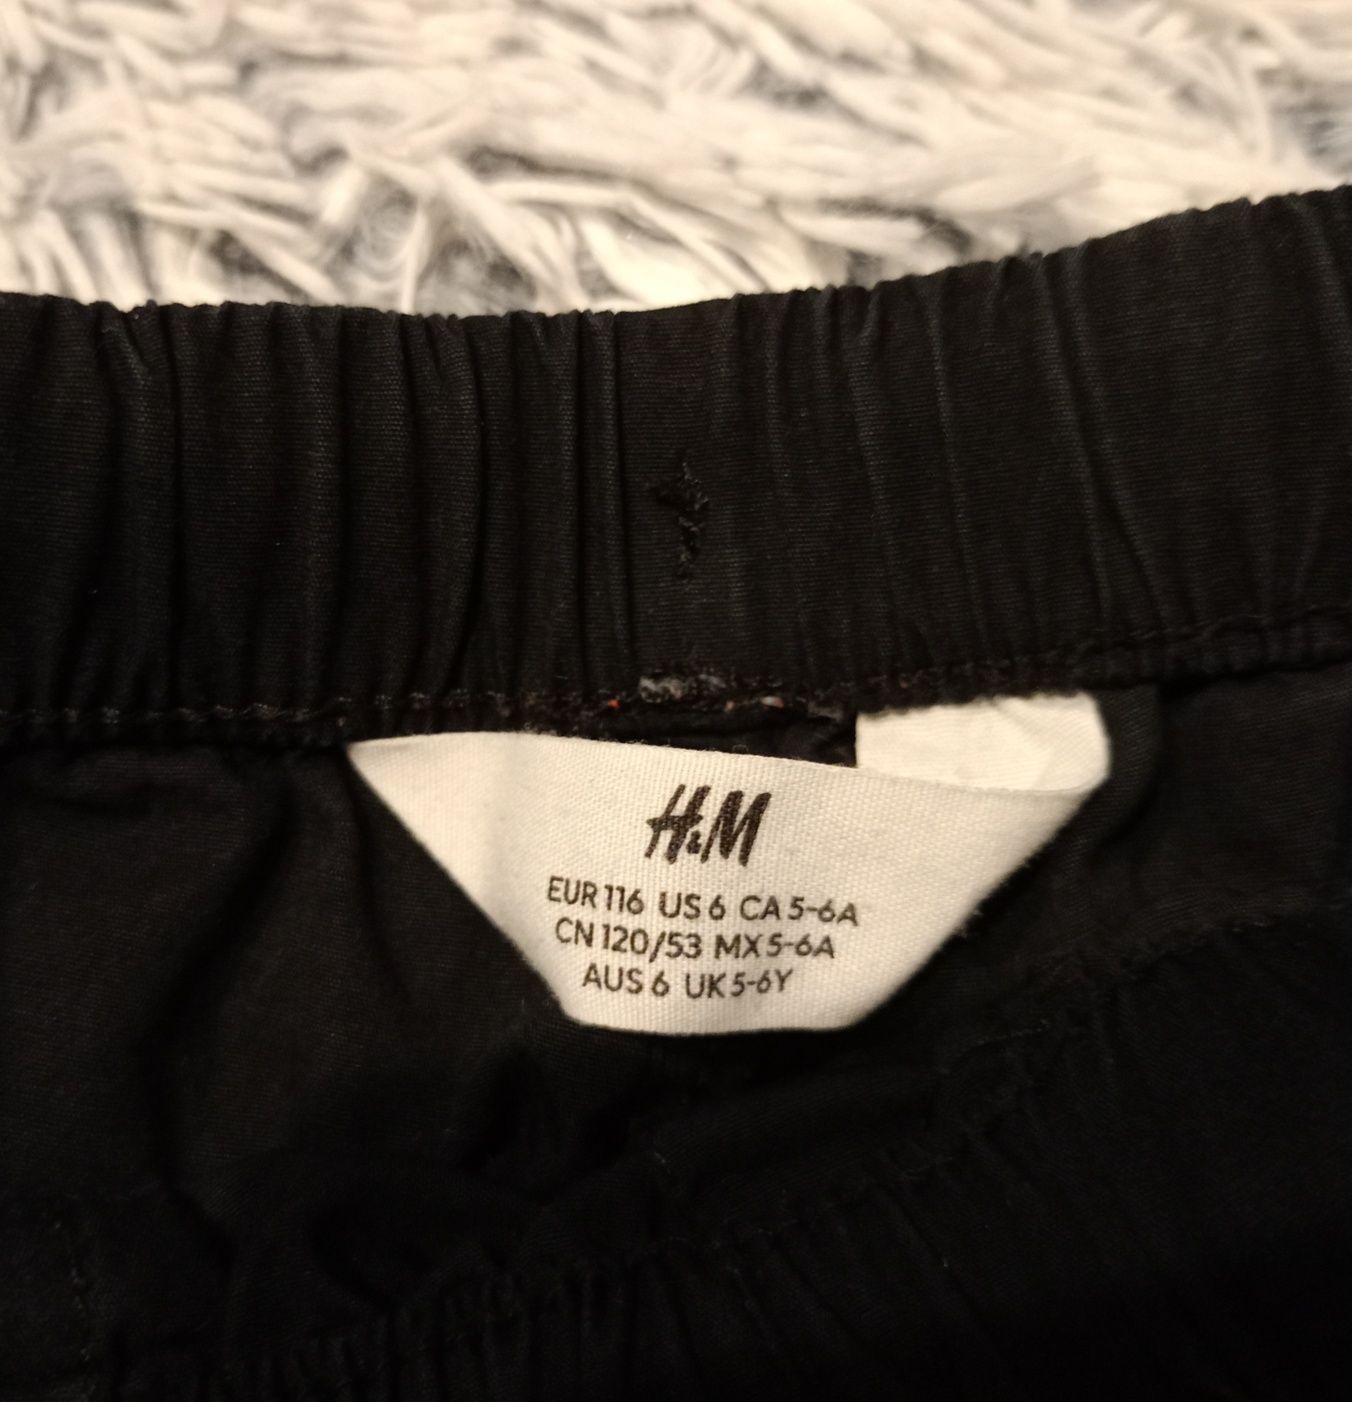 H&M
EUR 116 US 6 CA 5-6A
CN 120/53 MX 5-6A
AUS 6 UK 5-6Y